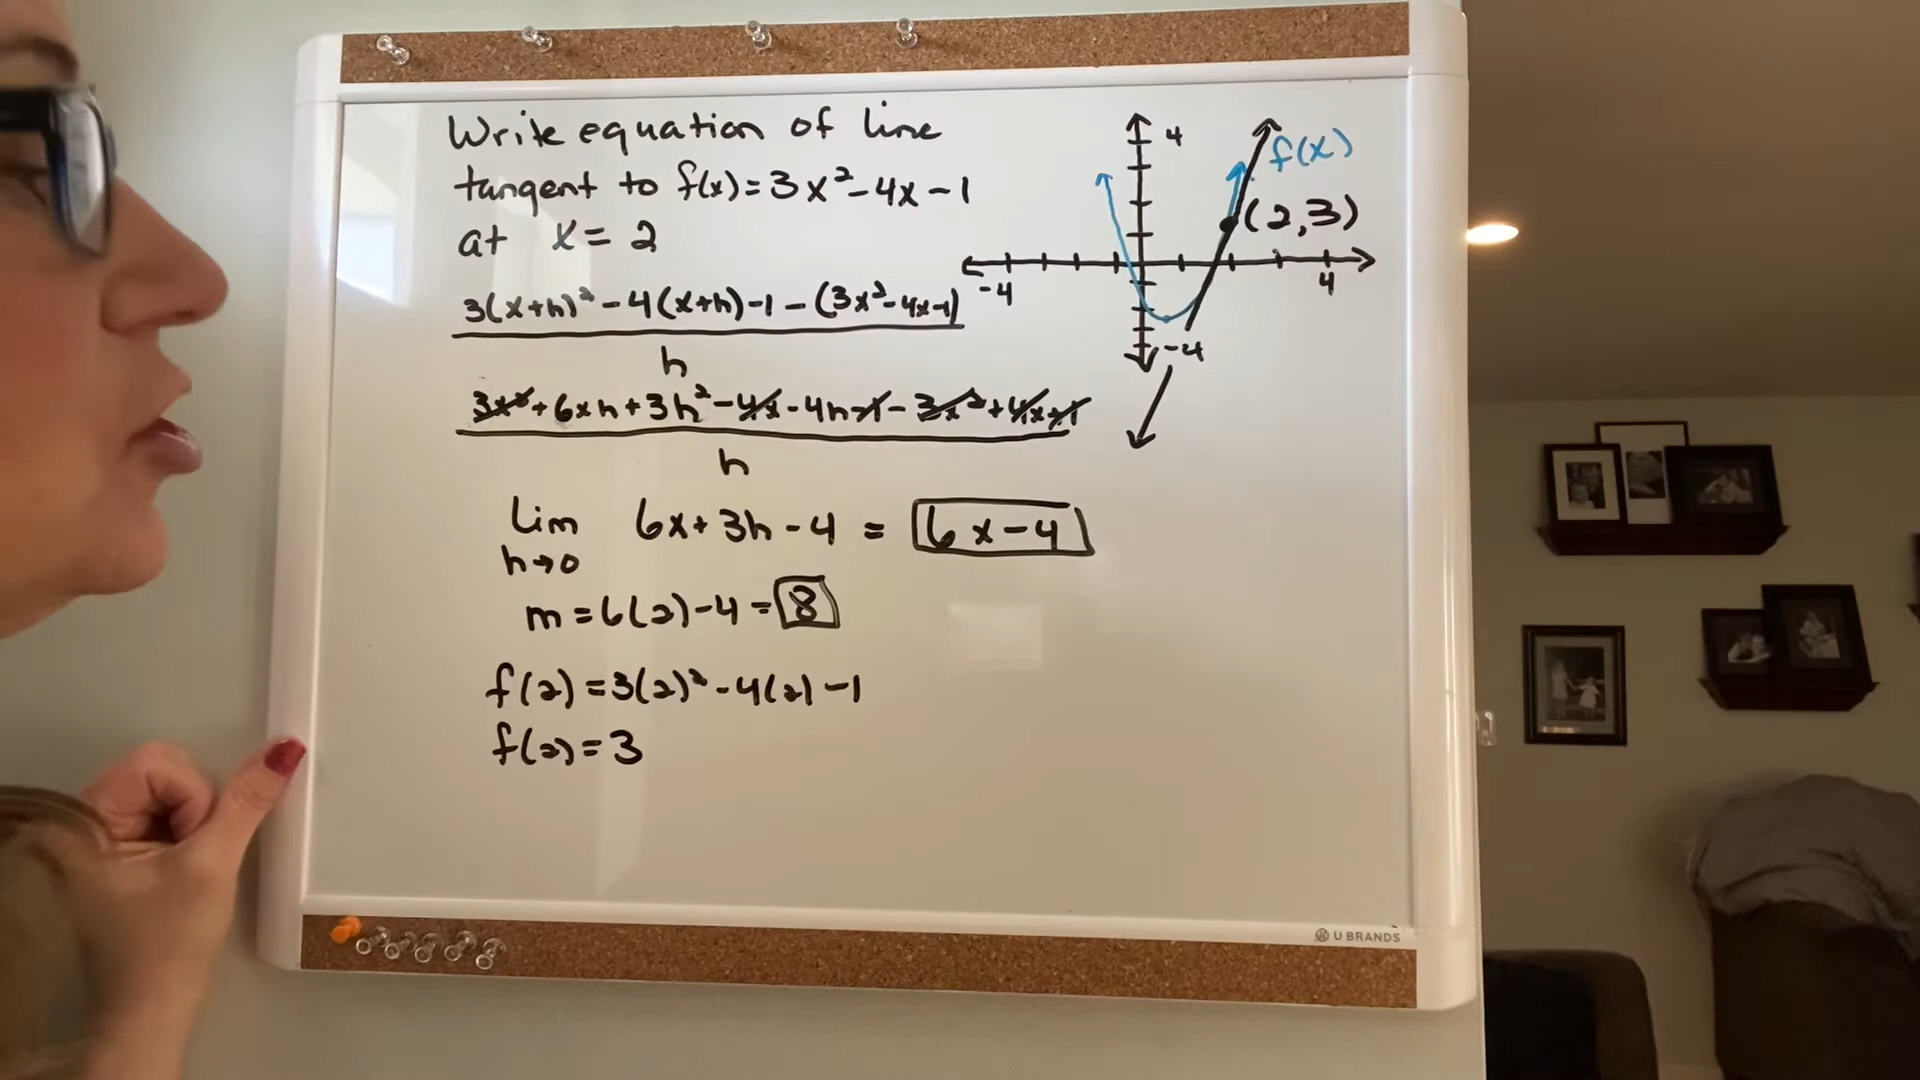 Write equation of line
tangent to f(x)=3x²-4x-1
at x=2
3(x+h)²-4(x+h)-1-(3x²-4x-1)
h
3x²+6xh+3h²-4x-4h-1-3x²+4x+1
h
Lim 6x+3h-4 = 6x-4
h→0
m=6(2)-4=8
f(2)=3(2)²-4(2)-1
f(2)=3
4
f(x)
(2,3)
-4
4
-4
U BRANDS